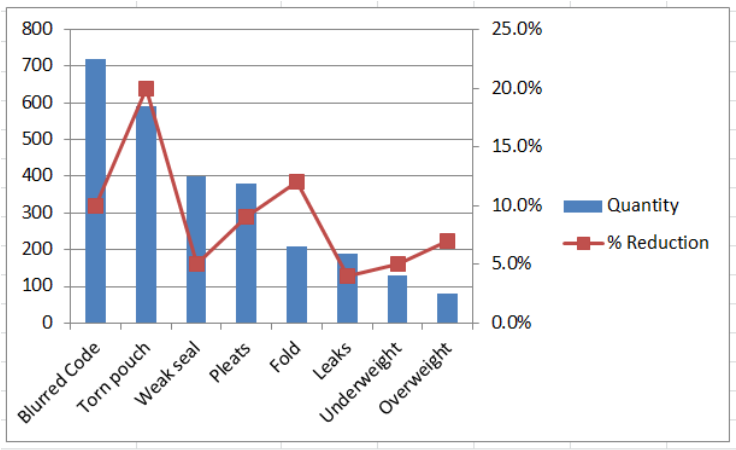 800
700
600
500
400
300
200
100
0
25.0%
20.0%
15.0%
10.0%
5.0%
0.0%
Blurred Code
Torn pouch
Weak seal
Pleats
Fold
Leaks
Underweight
Overweight
Quantity
% Reduction